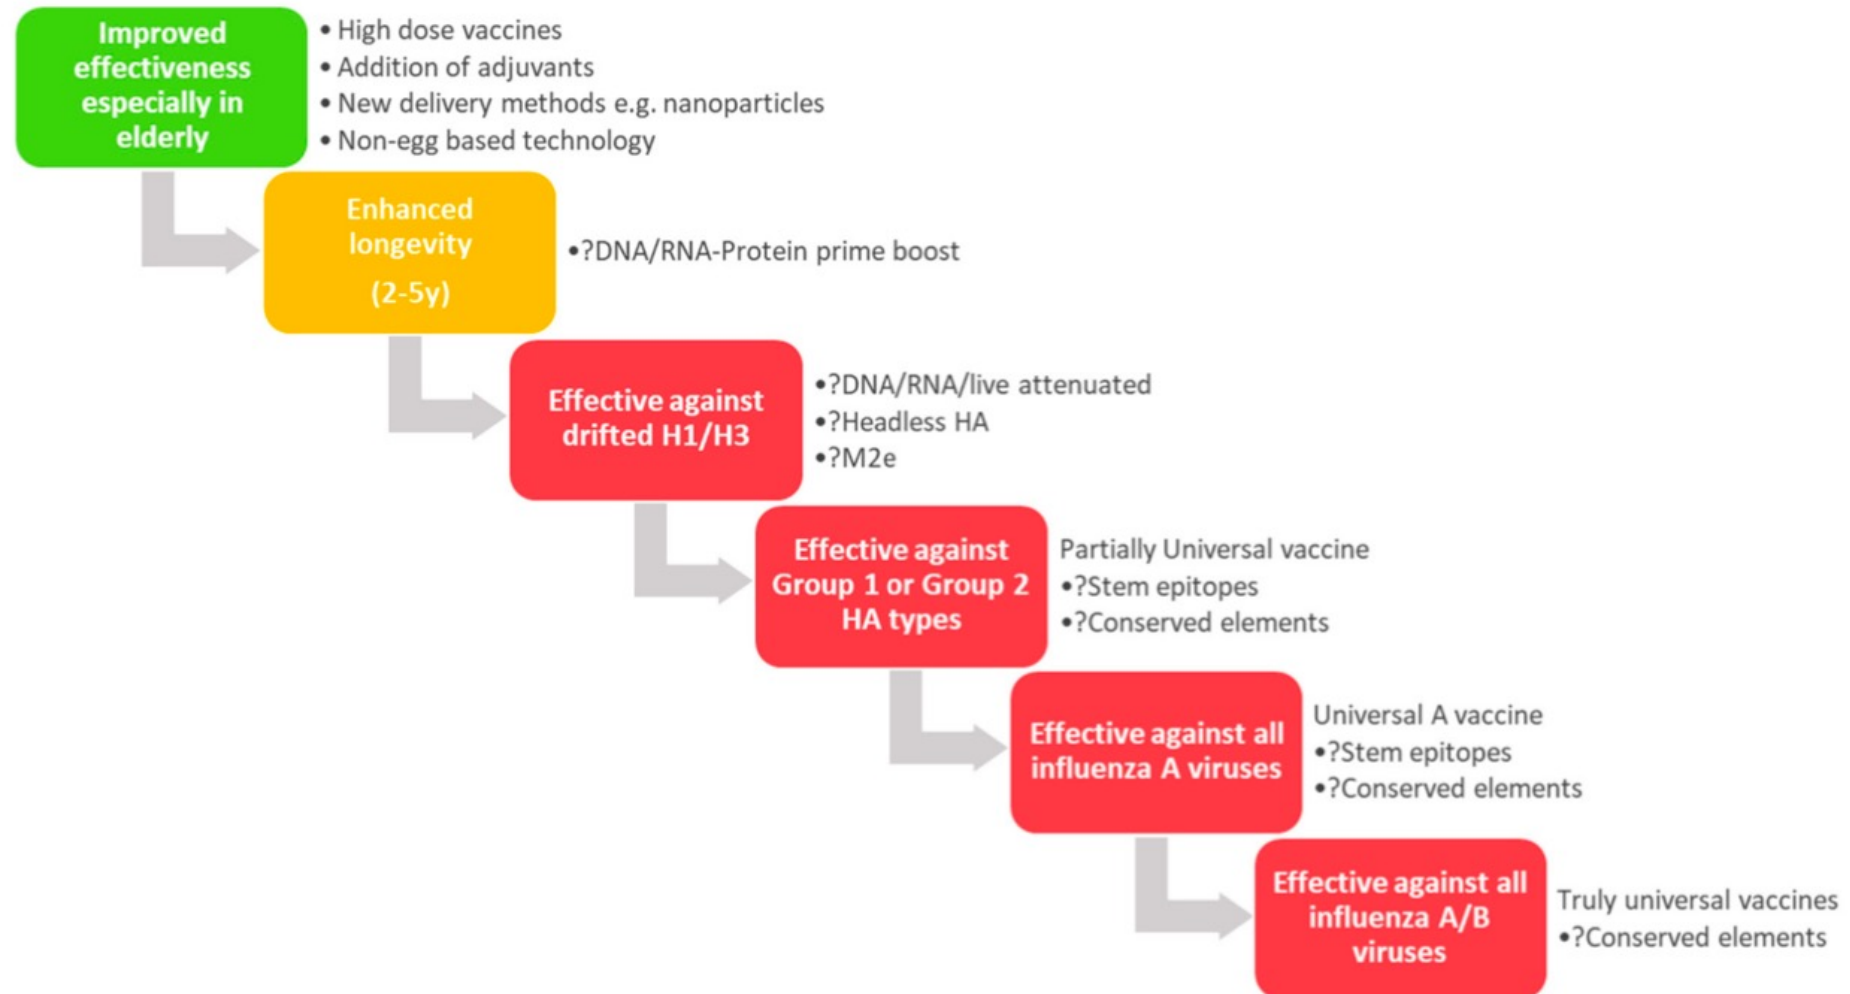 Improved
effectiveness
especially in
elderly
• High dose vaccines
• Addition of adjuvants
• New delivery methods e.g. nanoparticles
• Non-egg based technology
Enhanced
longevity
(2-5y)
•?DNA/RNA-Protein prime boost
Effective against
drifted H1/H3
•?DNA/RNA/live attenuated
•?Headless HA
•?M2e
Effective against
Group 1 or Group 2
HA types
Partially Universal vaccine
•?Stem epitopes
•?Conserved elements
Effective against all
influenza A viruses
Universal A vaccine
•?Stem epitopes
•?Conserved elements
Effective against all
influenza A/B
viruses
Truly universal vaccines
•?Conserved elements